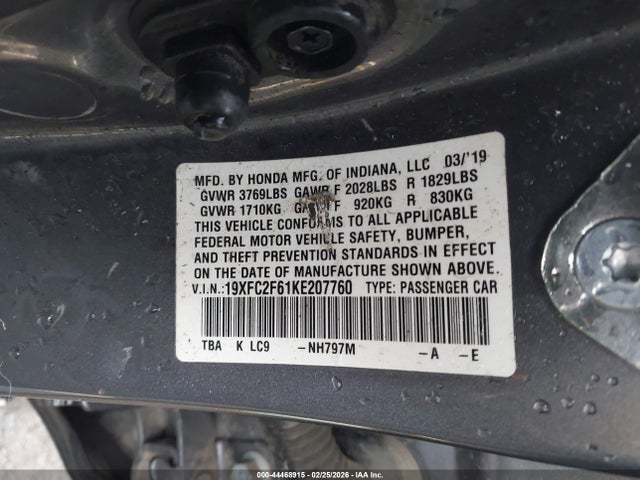 MFD. BY HONDA MFG. OF INDIANA, LLC 03/'19
GVWR 3769LBS GAWR F 2028LBS R 1829LBS
GVWR 1710KG F 920KG R 830KG
THIS VEHICLE CONFORMS TO ALL APPLICABLE
FEDERAL MOTOR VEHICLE SAFETY, BUMPER,
AND THEFT PREVENTION STANDARDS IN EFFECT
ON THE DATE OF MANUFACTURE SHOWN ABOVE.
V.I.N.:19XFC2F61KE207760 TYPE: PASSENGER CAR
TBA K LC9 -NH797M -A -E
000-44468915 - 02/25/2026 - © IAA, Inc.